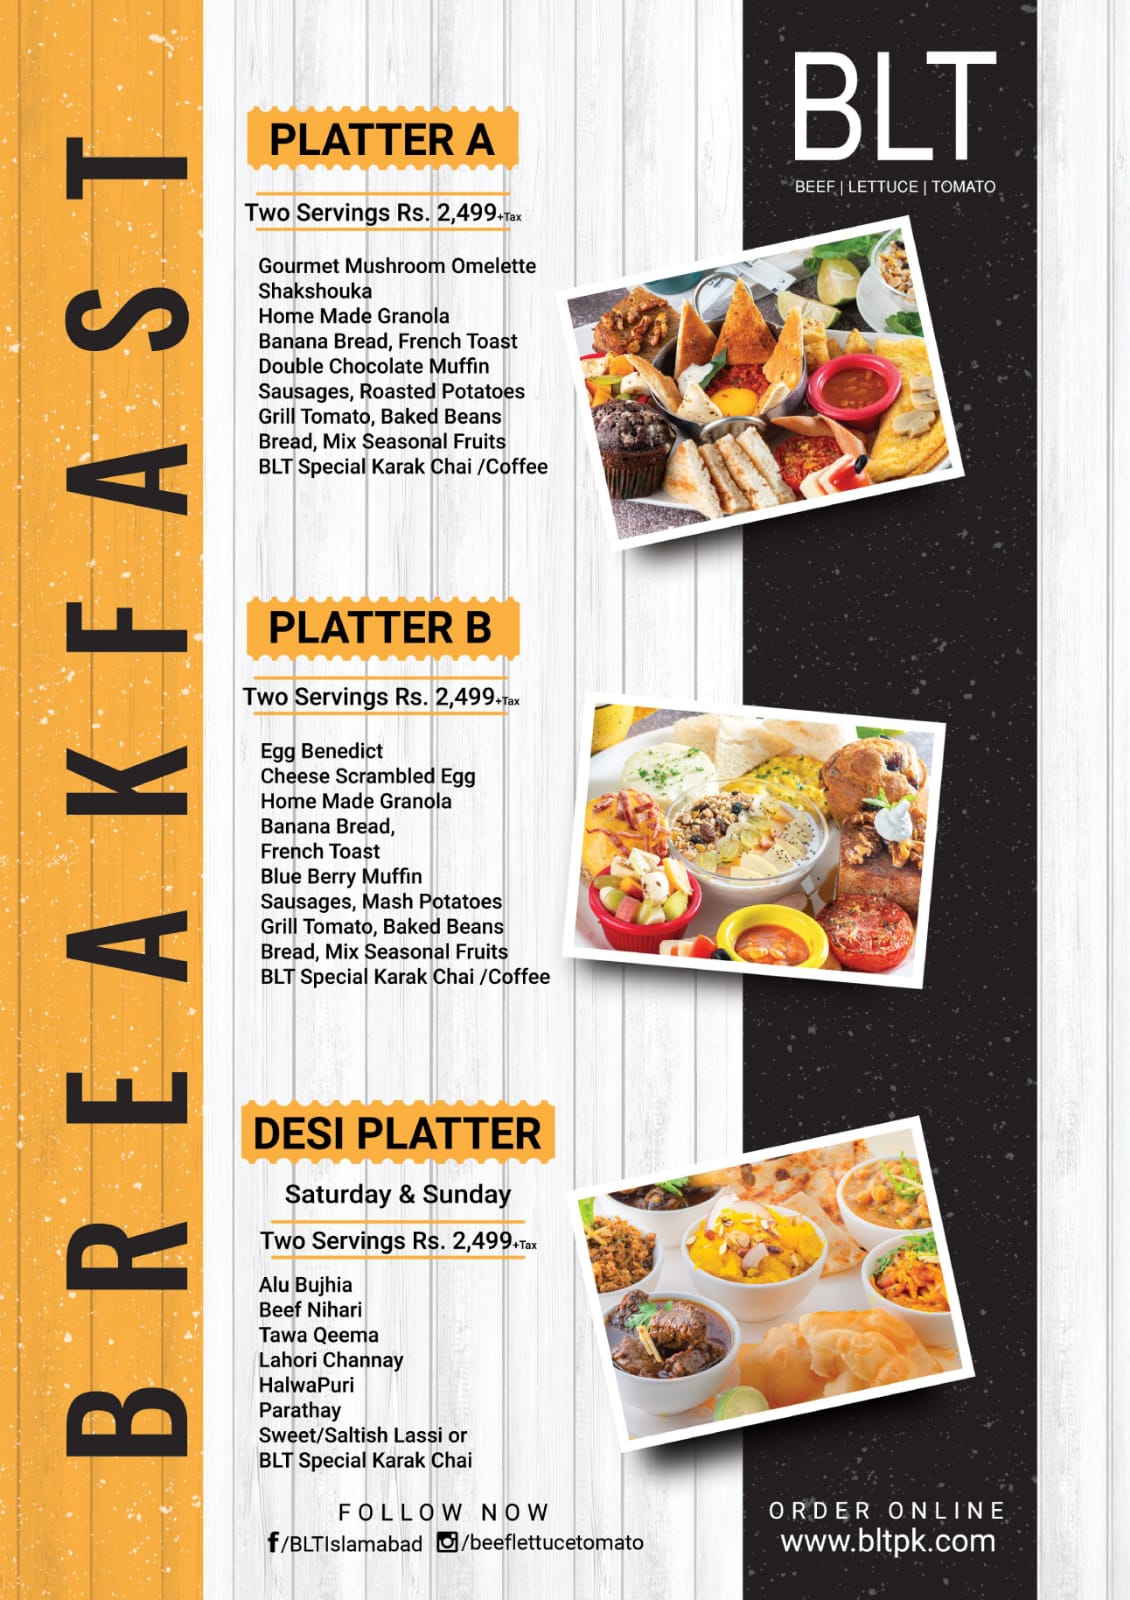 BREAKFAST
BLT
BEEF | LETTUCE | TOMATO
PLATTER A
Two Servings Rs. 2,499+Tax
Gourmet Mushroom Omelette
Shakshouka
Home Made Granola
Banana Bread, French Toast
Double Chocolate Muffin
Sausages, Roasted Potatoes
Grill Tomato, Baked Beans
Bread, Mix Seasonal Fruits
BLT Special Karak Chai /Coffee
PLATTER B
Two Servings Rs. 2,499+Tax
Egg Benedict
Cheese Scrambled Egg
Home Made Granola
Banana Bread,
French Toast
Blue Berry Muffin
Sausages, Mash Potatoes
Grill Tomato, Baked Beans
Bread, Mix Seasonal Fruits
BLT Special Karak Chai /Coffee
DESI PLATTER
Saturday & Sunday
Two Servings Rs. 2,499+Tax
Alu Bujhia
Beef Nihari
Tawa Qeema
Lahori Channay
HalwaPuri
Parathay
Sweet/Saltish Lassi or
BLT Special Karak Chai
FOLLOW NOW
f/BLTIslamabad /beeflettucetomato
ORDER ONLINE
www.bltpk.com